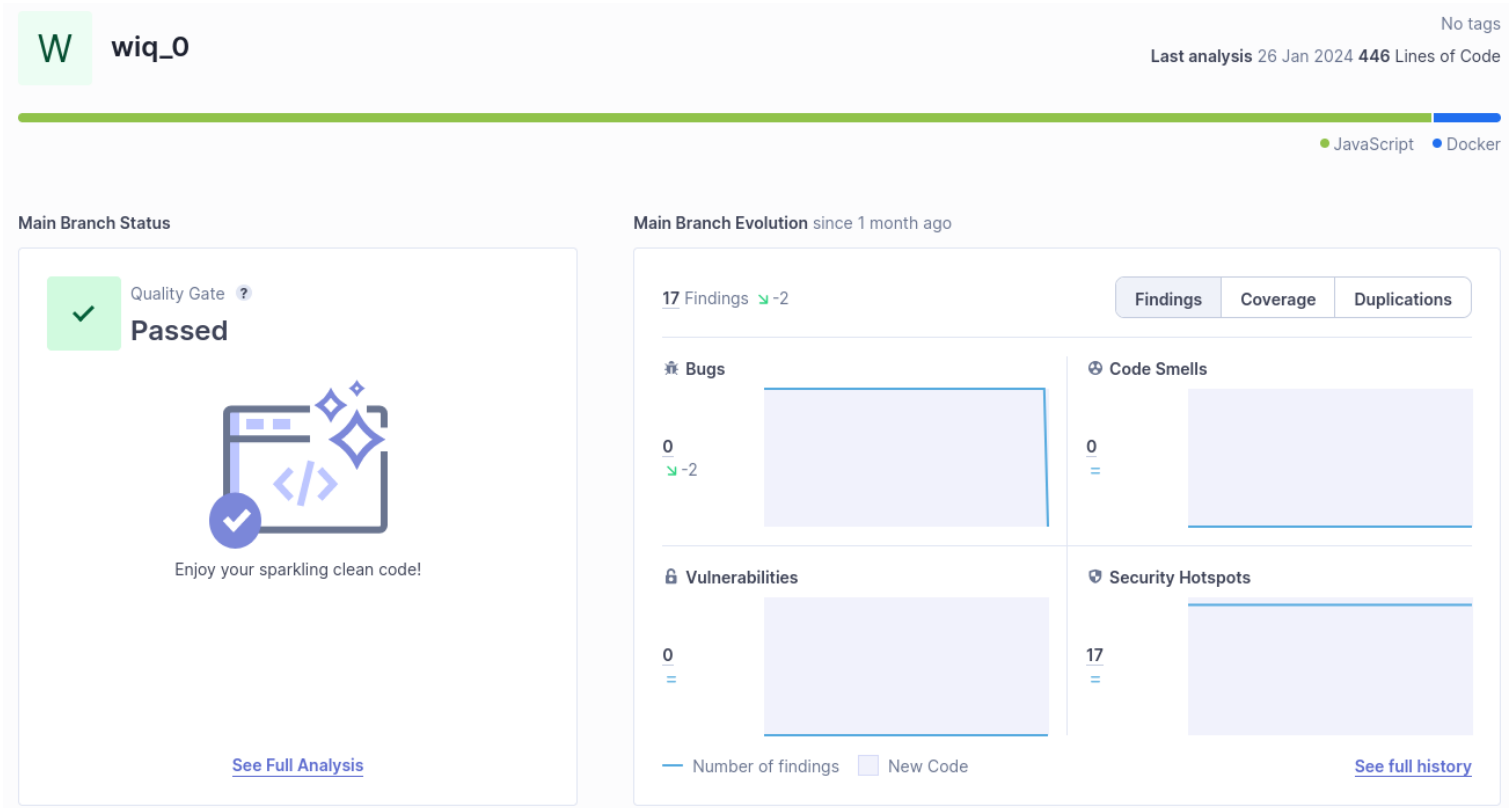 W
wiq_0
No tags
Last analysis 26 Jan 2024 446 Lines of Code
JavaScript Docker
Main Branch Status
Quality Gate ?
Passed
</>
Enjoy your sparkling clean code!
See Full Analysis
Main Branch Evolution since 1 month ago
17 Findings -2
Findings Coverage Duplications
Bugs
0
-2
Code Smells
0
=
Vulnerabilities
0
=
Security Hotspots
17
=
Number of findings New Code
See full history